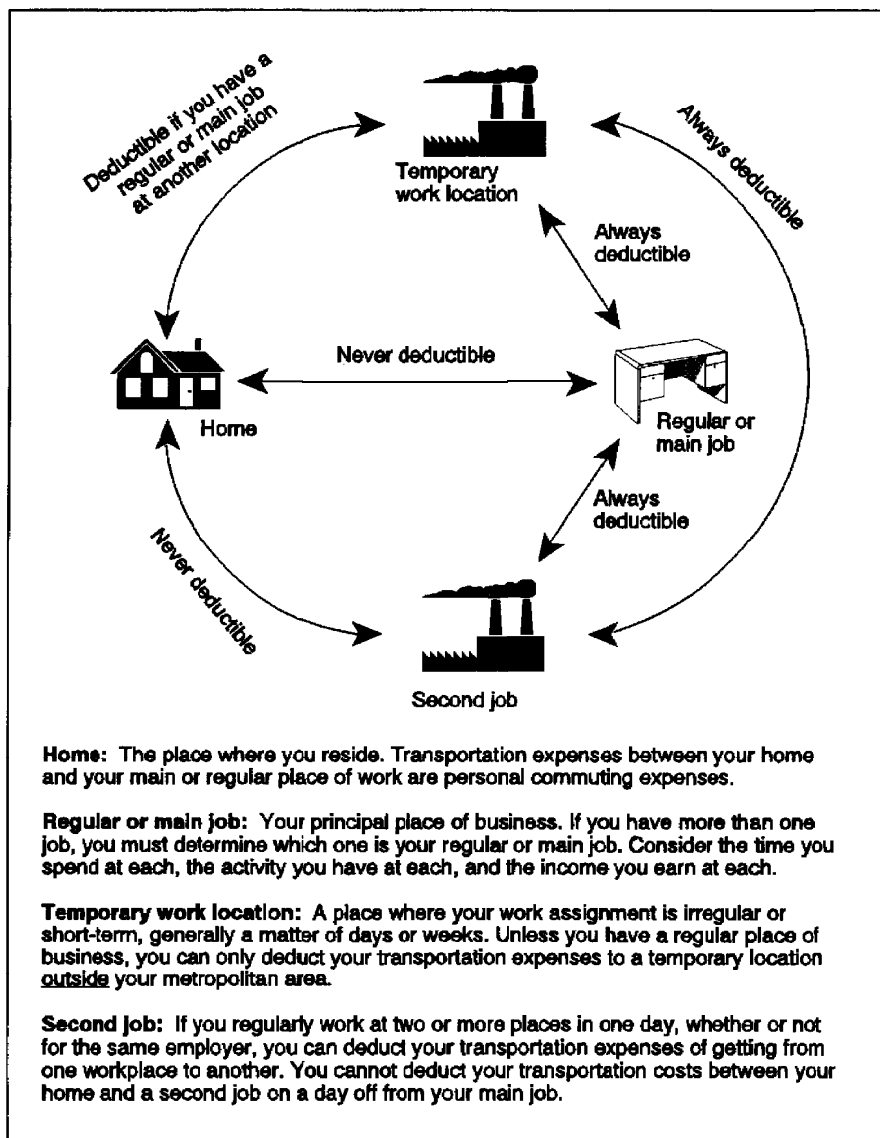 Deductible if you have a
regular or main job
at another location
Temporary
work location
Always deductible
Always
deductible
Never deductible
Home
Regular or
main job
Always
deductible
Never deductible
Second job
Home: The place where you reside. Transportation expenses between your home
and your main or regular place of work are personal commuting expenses.
Regular or main job: Your principal place of business. If you have more than one
job, you must determine which one is your regular or main job. Consider the time you
spend at each, the activity you have at each, and the income you earn at each.
Temporary work location: A place where your work assignment is irregular or
short-term, generally a matter of days or weeks. Unless you have a regular place of
business, you can only deduct your transportation expenses to a temporary location
outside your metropolitan area.
Second job: If you regularly work at two or more places in one day, whether or not
for the same employer, you can deduct your transportation expenses of getting from
one workplace to another. You cannot deduct your transportation costs between your
home and a second job on a day off from your main job.